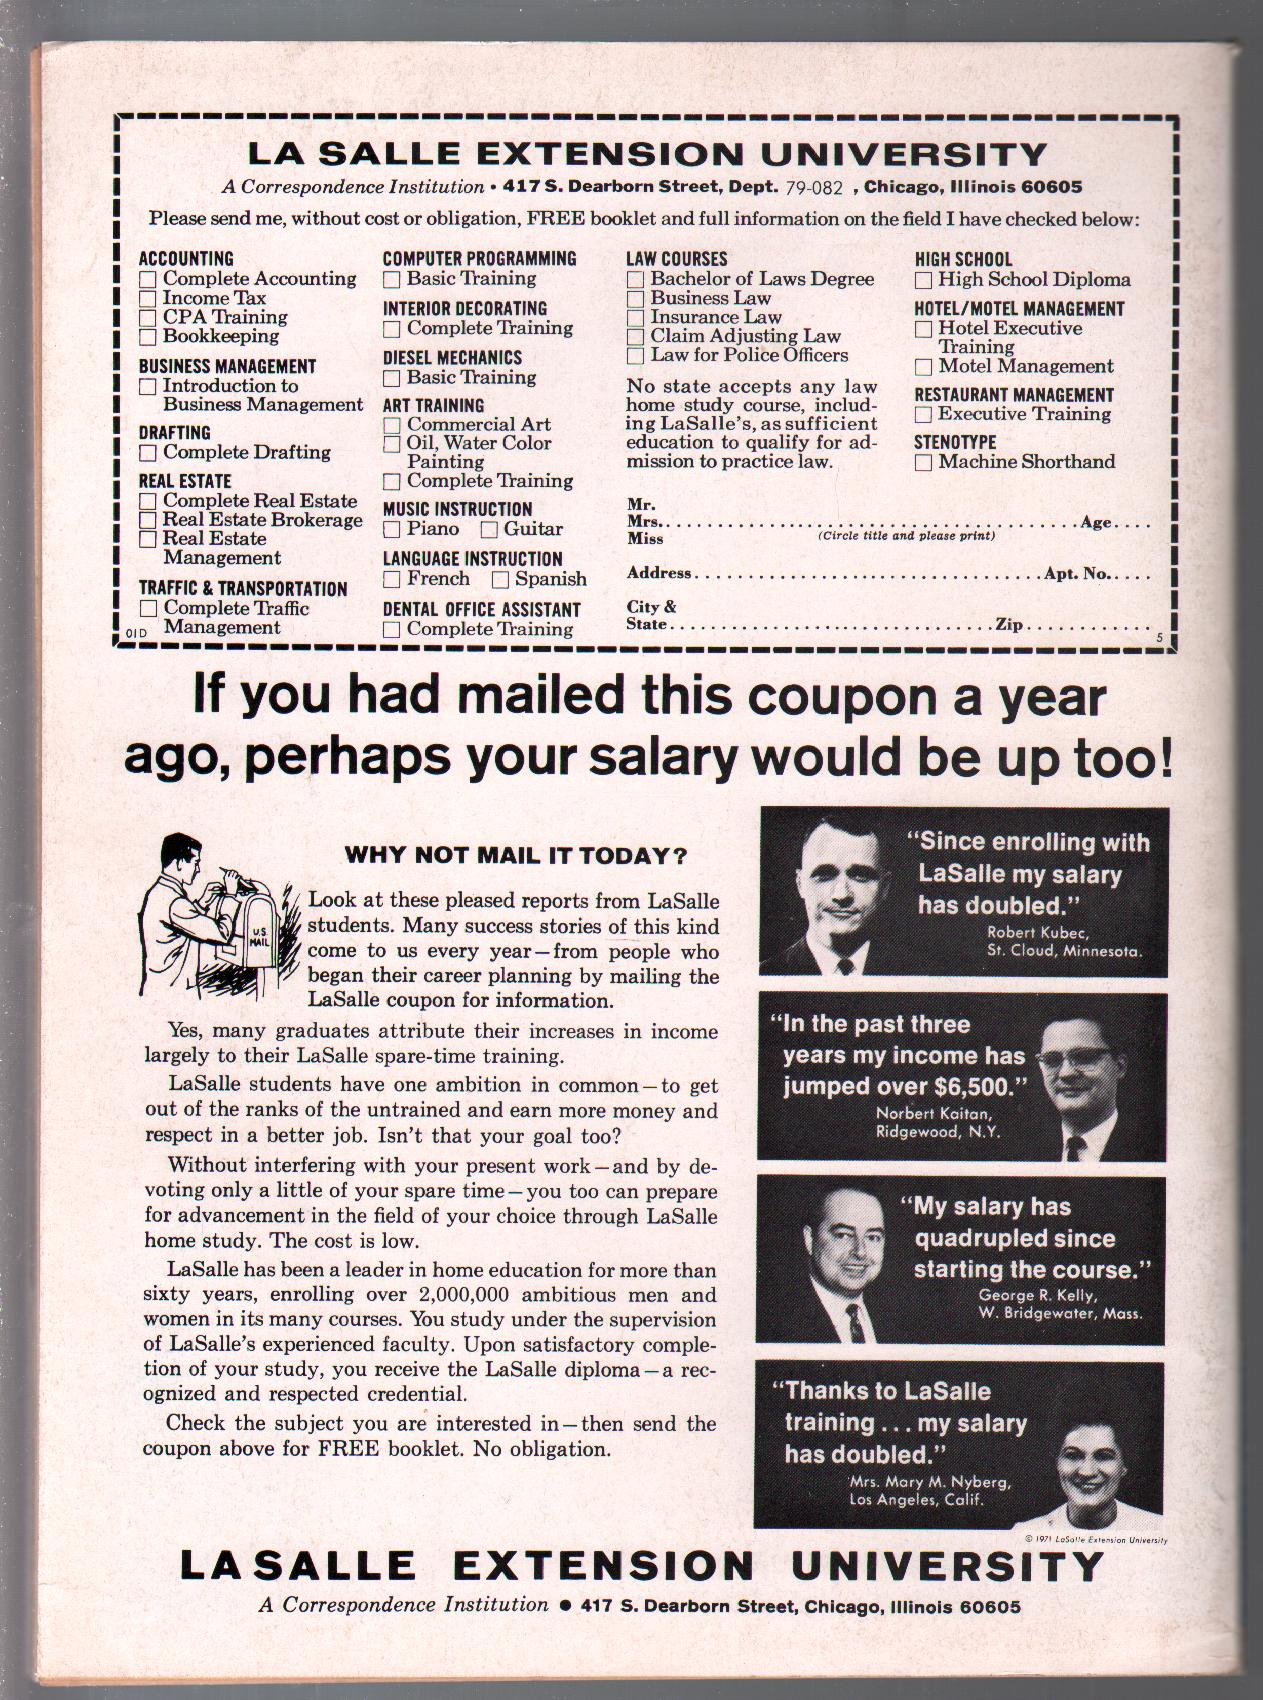 LA SALLE EXTENSION UNIVERSITY
A Correspondence Institution • 417 S. Dearborn Street, Dept. 79-082 , Chicago, Illinois 60605
Please send me, without cost or obligation, FREE booklet and full information on the field I have checked below:
ACCOUNTING
Complete Accounting
Income Tax
CPA Training
Bookkeeping
BUSINESS MANAGEMENT
Introduction to
Business Management
DRAFTING
Complete Drafting
REAL ESTATE
Complete Real Estate
Real Estate Brokerage
Real Estate
Management
TRAFFIC & TRANSPORTATION
Complete Traffic
Management
01D
COMPUTER PROGRAMMING
Basic Training
INTERIOR DECORATING
Complete Training
DIESEL MECHANICS
Basic Training
ART TRAINING
Commercial Art
Oil, Water Color
Painting
Complete Training
MUSIC INSTRUCTION
Piano Guitar
LANGUAGE INSTRUCTION
French Spanish
DENTAL OFFICE ASSISTANT
Complete Training
LAW COURSES
Bachelor of Laws Degree
Business Law
Insurance Law
Claim Adjusting Law
Law for Police Officers
No state accepts any law
home study course, includ-
ing LaSalle's, as sufficient
education to qualify for ad-
mission to practice law.
HIGH SCHOOL
High School Diploma
HOTEL/MOTEL MANAGEMENT
Hotel Executive
Training
Motel Management
RESTAURANT MANAGEMENT
Executive Training
STENOTYPE
Machine Shorthand
Mr.
Mrs. Age
Miss (Circle title and please print)
Address Apt. No.
City &
State Zip
5
If you had mailed this coupon a year
ago, perhaps your salary would be up too!
WHY NOT MAIL IT TODAY?
U.S.
MAIL
Look at these pleased reports from LaSalle
students. Many success stories of this kind
come to us every year—from people who
began their career planning by mailing the
LaSalle coupon for information.
Yes, many graduates attribute their increases in income
largely to their LaSalle spare-time training.
LaSalle students have one ambition in common—to get
out of the ranks of the untrained and earn more money and
respect in a better job. Isn't that your goal too?
Without interfering with your present work—and by de-
voting only a little of your spare time—you too can prepare
for advancement in the field of your choice through LaSalle
home study. The cost is low.
LaSalle has been a leader in home education for more than
sixty years, enrolling over 2,000,000 ambitious men and
women in its many courses. You study under the supervision
of LaSalle's experienced faculty. Upon satisfactory comple-
tion of your study, you receive the LaSalle diploma—a rec-
ognized and respected credential.
Check the subject you are interested in—then send the
coupon above for FREE booklet. No obligation.
"Since enrolling with
LaSalle my salary
has doubled."
Robert Kubec,
St. Cloud, Minnesota.
"In the past three
years my income has
jumped over $6,500."
Norbert Kaitan,
Ridgewood, N.Y.
"My salary has
quadrupled since
starting the course."
George R. Kelly,
W. Bridgewater, Mass.
"Thanks to LaSalle
training . . . my salary
has doubled."
Mrs. Mary M. Nyberg,
Los Angeles, Calif.
© 1971 LaSalle Extension University
LA SALLE EXTENSION UNIVERSITY
A Correspondence Institution • 417 S. Dearborn Street, Chicago, Illinois 60605